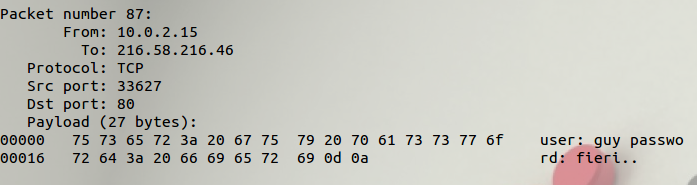 Packet number 87:
From: 10.0.2.15
To: 216.58.216.46
Protocol: TCP
Src port: 33627
Dst port: 80
Payload (27 bytes):
00000 75 73 65 72 3a 20 67 75 79 20 70 61 73 73 77 6f user: guy passwo
00016 72 64 3a 20 66 69 65 72 69 0d 0a rd: fieri..